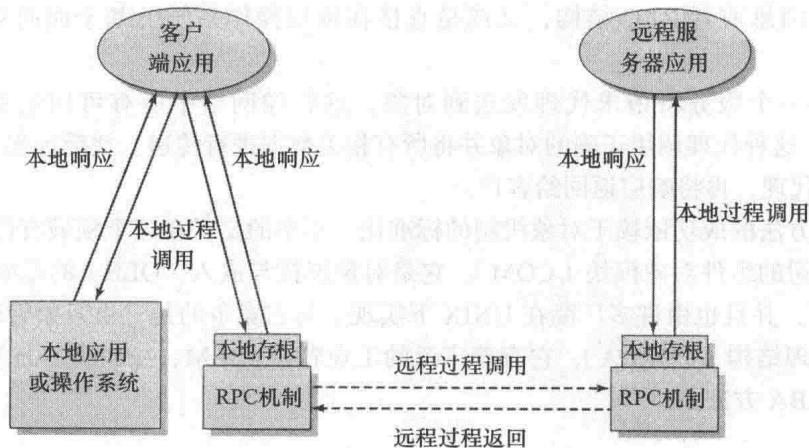 客户
端应用
远程服
务器应用
本地响应
本地响应
本地响应
本地过程
调用
本地过程调用
本地应用
或操作系统
本地存根
RPC机制
远程过程调用
远程过程返回
本地存根
RPC机制